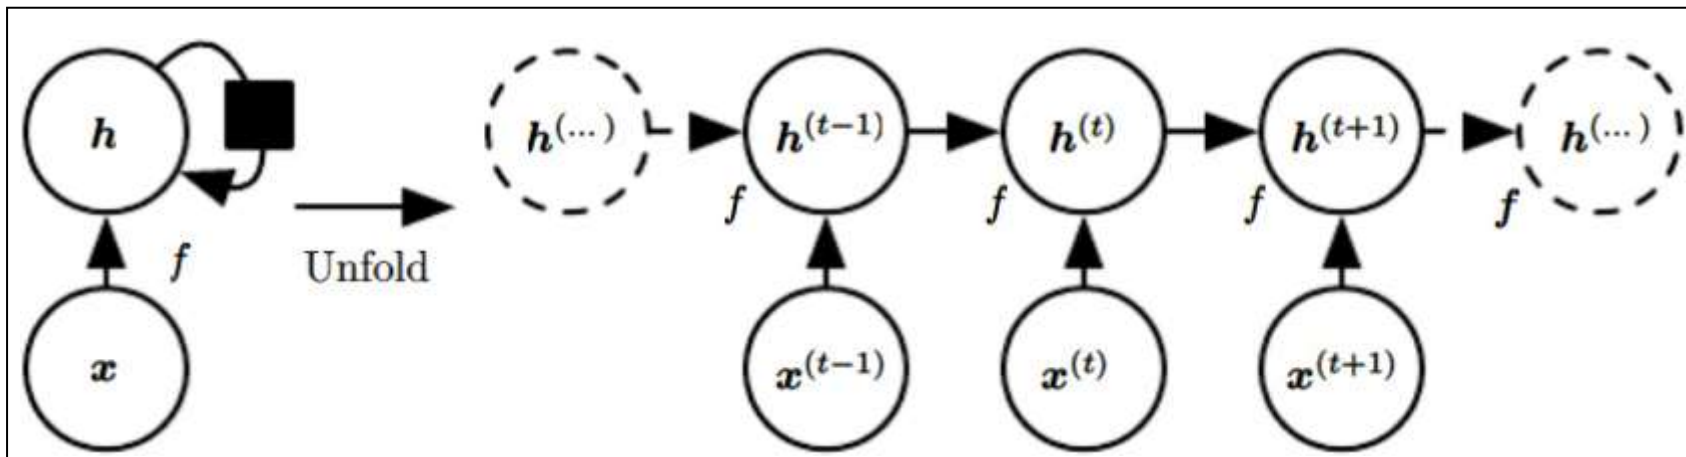 h h(...) h(t−1) h(t) h(t+1) h(...)
f f f f f
Unfold
x x(t−1) x(t) x(t+1)